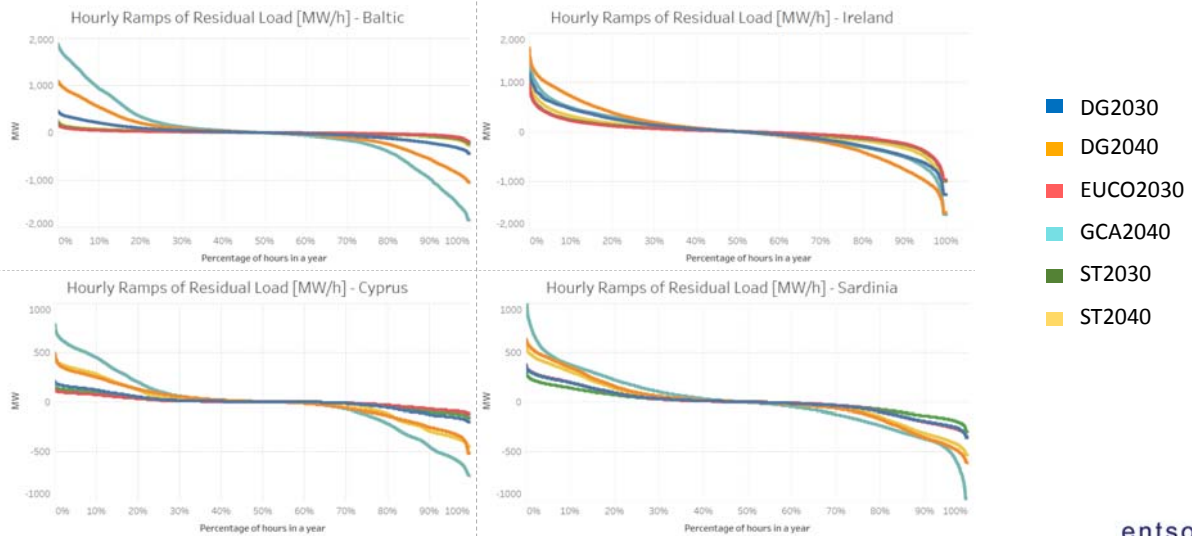 Hourly Ramps of Residual Load [MW/h] - Baltic
2,000
1,000
0
-1,000
-2,000
MW
0% 10% 20% 30% 40% 50% 60% 70% 80% 90% 100%
Percentage of hours in a year
Hourly Ramps of Residual Load [MW/h] - Ireland
2,000
1,000
0
-1,000
-2,000
MW
0% 10% 20% 30% 40% 50% 60% 70% 80% 90% 100%
Percentage of hours in a year
Hourly Ramps of Residual Load [MW/h] - Cyprus
1000
500
0
-500
-1000
MW
0% 10% 20% 30% 40% 50% 60% 70% 80% 90% 100%
Percentage of hours in a year
Hourly Ramps of Residual Load [MW/h] - Sardinia
1000
500
0
-500
-1000
MW
0% 10% 20% 30% 40% 50% 60% 70% 80% 90% 100%
Percentage of hours in a year
DG2030
DG2040
EUCO2030
GCA2040
ST2030
ST2040